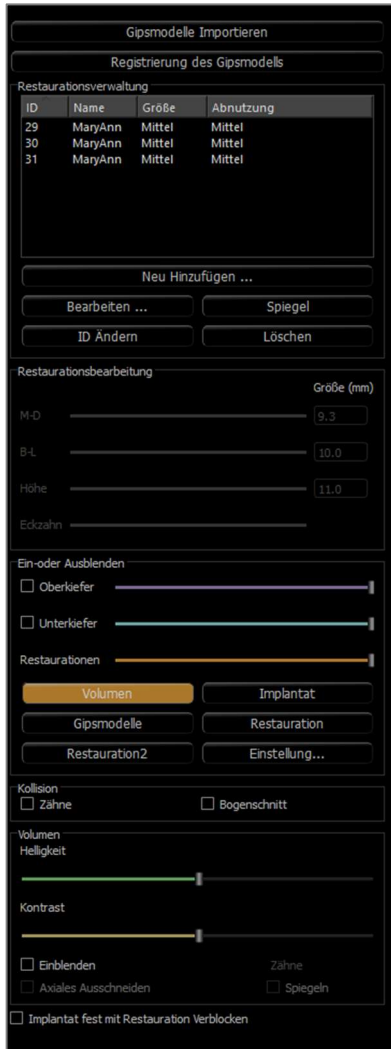 Gipsmodelle Importieren
Registrierung des Gipsmodells
Restaurationsverwaltung
ID Name Größe Abnutzung
29 MaryAnn Mittel Mittel
30 MaryAnn Mittel Mittel
31 MaryAnn Mittel Mittel
Neu Hinzufügen ...
Bearbeiten ... Spiegel
ID Ändern Löschen
Restaurationsbearbeitung
Größe (mm)
M-D 9.3
B-L 10.0
Höhe 11.0
Eckzahn
Ein-oder Ausblenden
Oberkiefer
Unterkiefer
Restaurationen
Volumen Implantat
Gipsmodelle Restauration
Restauration2 Einstellung...
Kollision
Zähne Bogenschnitt
Volumen
Helligkeit
Kontrast
Einblenden Zähne
Axiales Ausschneiden Spiegeln
Implantat fest mit Restauration Verblocken